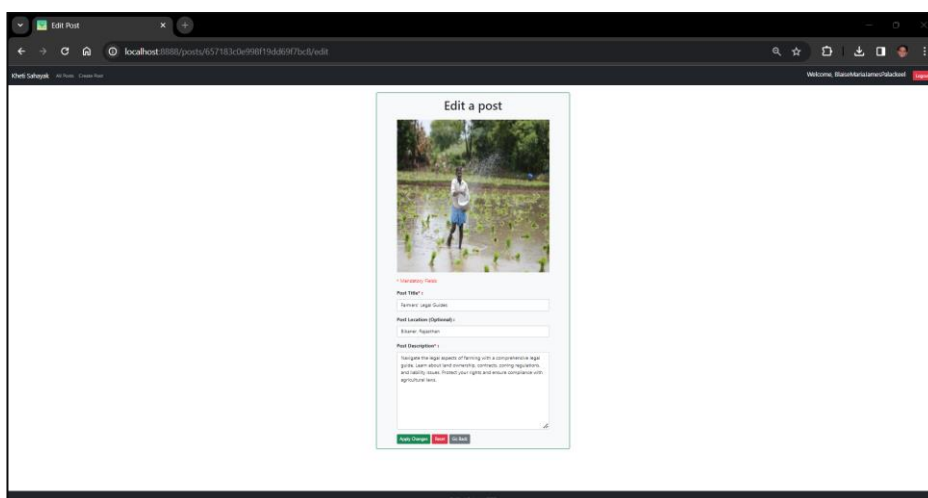 Edit Post
localhost:8888/posts/657183c0e998f19dd69f7bc8/edit
Kheti Sahayak All Posts Create Post Welcome, BlaiseMariaJamesPalackeel Logout
Edit a post
* Mandatory Fields
Post Title* :
Farmers' Legal Guides
Post Location (Optional) :
Bikaner, Rajasthan
Post Description* :
Navigate the legal aspects of farming with a comprehensive legal
guide. Learn about land ownership, contracts, zoning regulations,
and liability issues. Protect your rights and ensure compliance with
agricultural laws.
Apply Changes Reset Go Back